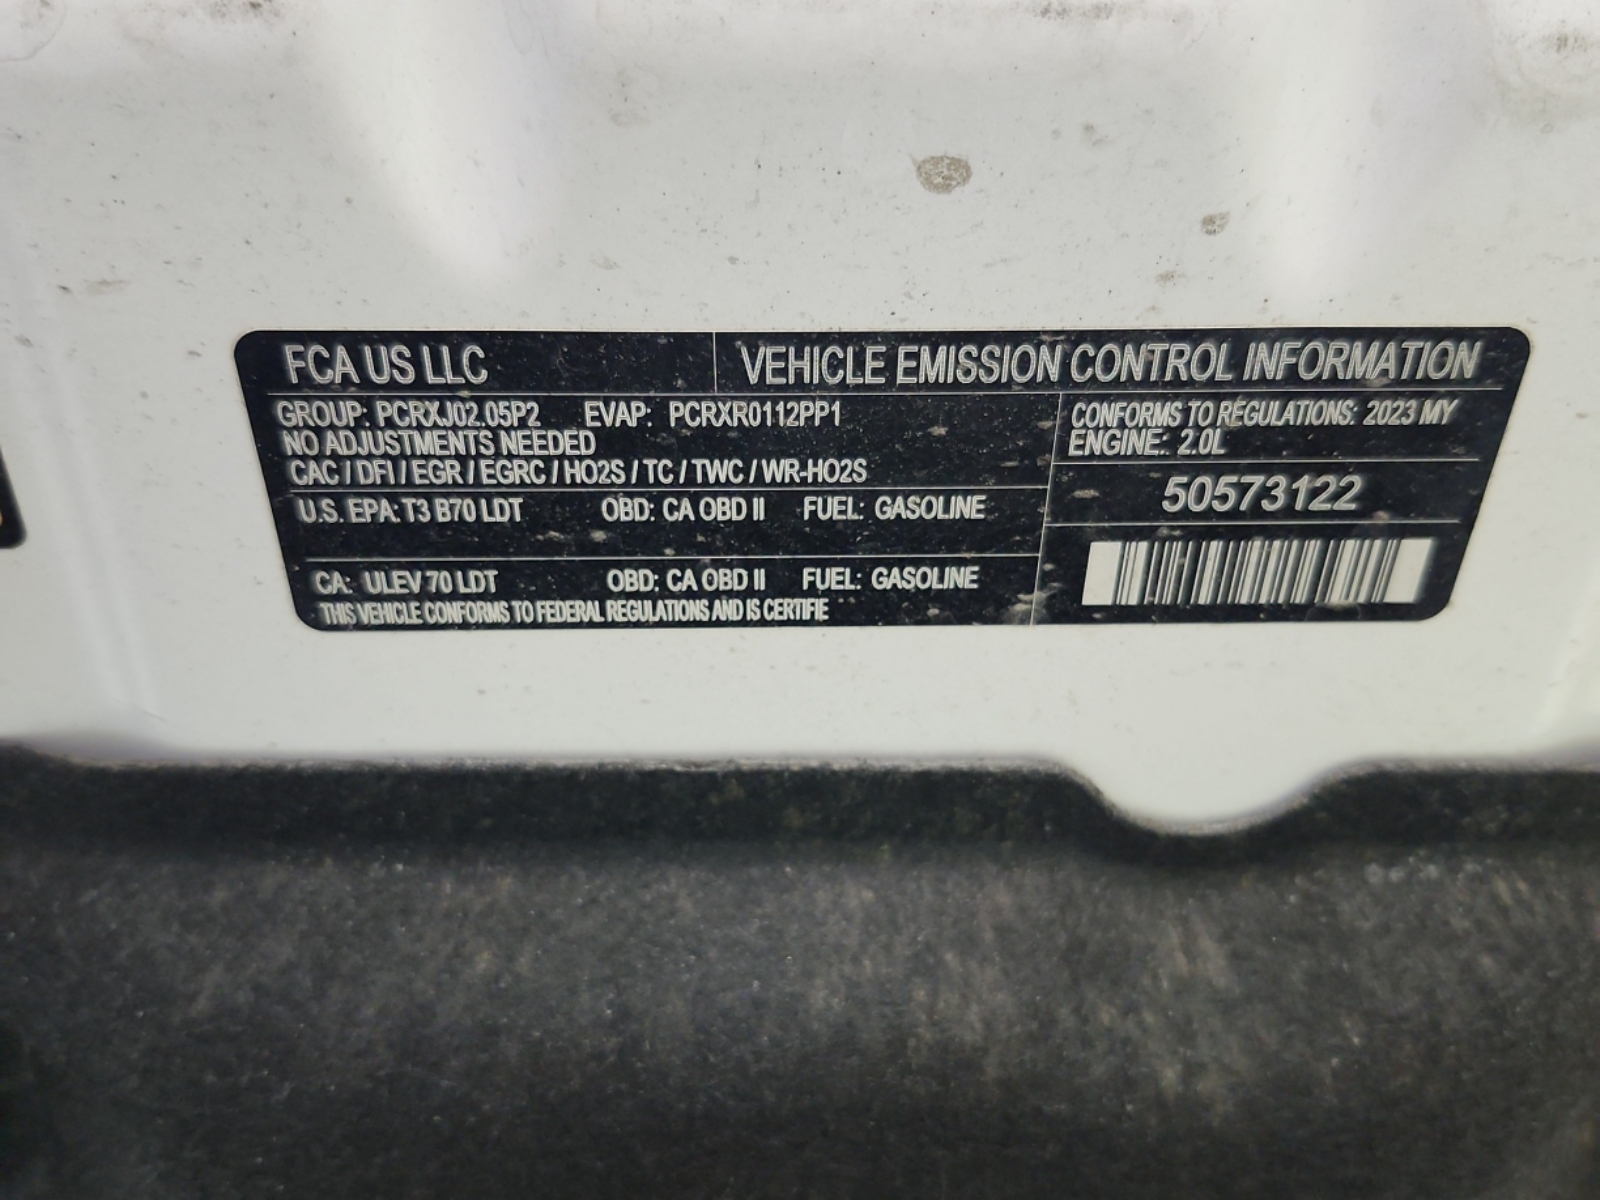 FCA US LLC
VEHICLE EMISSION CONTROL INFORMATION
GROUP: PCRXJ02.05P2 EVAP: PCRXR0112PP1
NO ADJUSTMENTS NEEDED
CAC / DFI / EGR / EGRC / HO2S / TC / TWC / WR-HO2S
U.S. EPA: T3 B70 LDT OBD: CA OBD II FUEL: GASOLINE
CA: ULEV 70 LDT OBD: CA OBD II FUEL: GASOLINE
THIS VEHICLE CONFORMS TO FEDERAL REGULATIONS AND IS CERTIFIE
CONFORMS TO REGULATIONS: 2023 MY
ENGINE: 2.0L
50573122